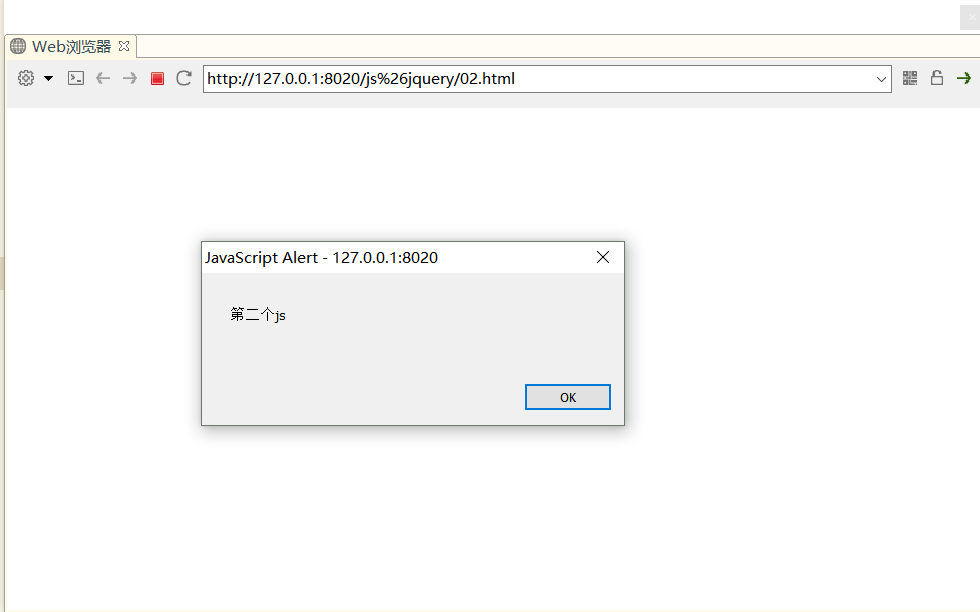 Web浏览器
http://127.0.0.1:8020/js%26jquery/02.html
JavaScript Alert - 127.0.0.1:8020
第二个js
OK